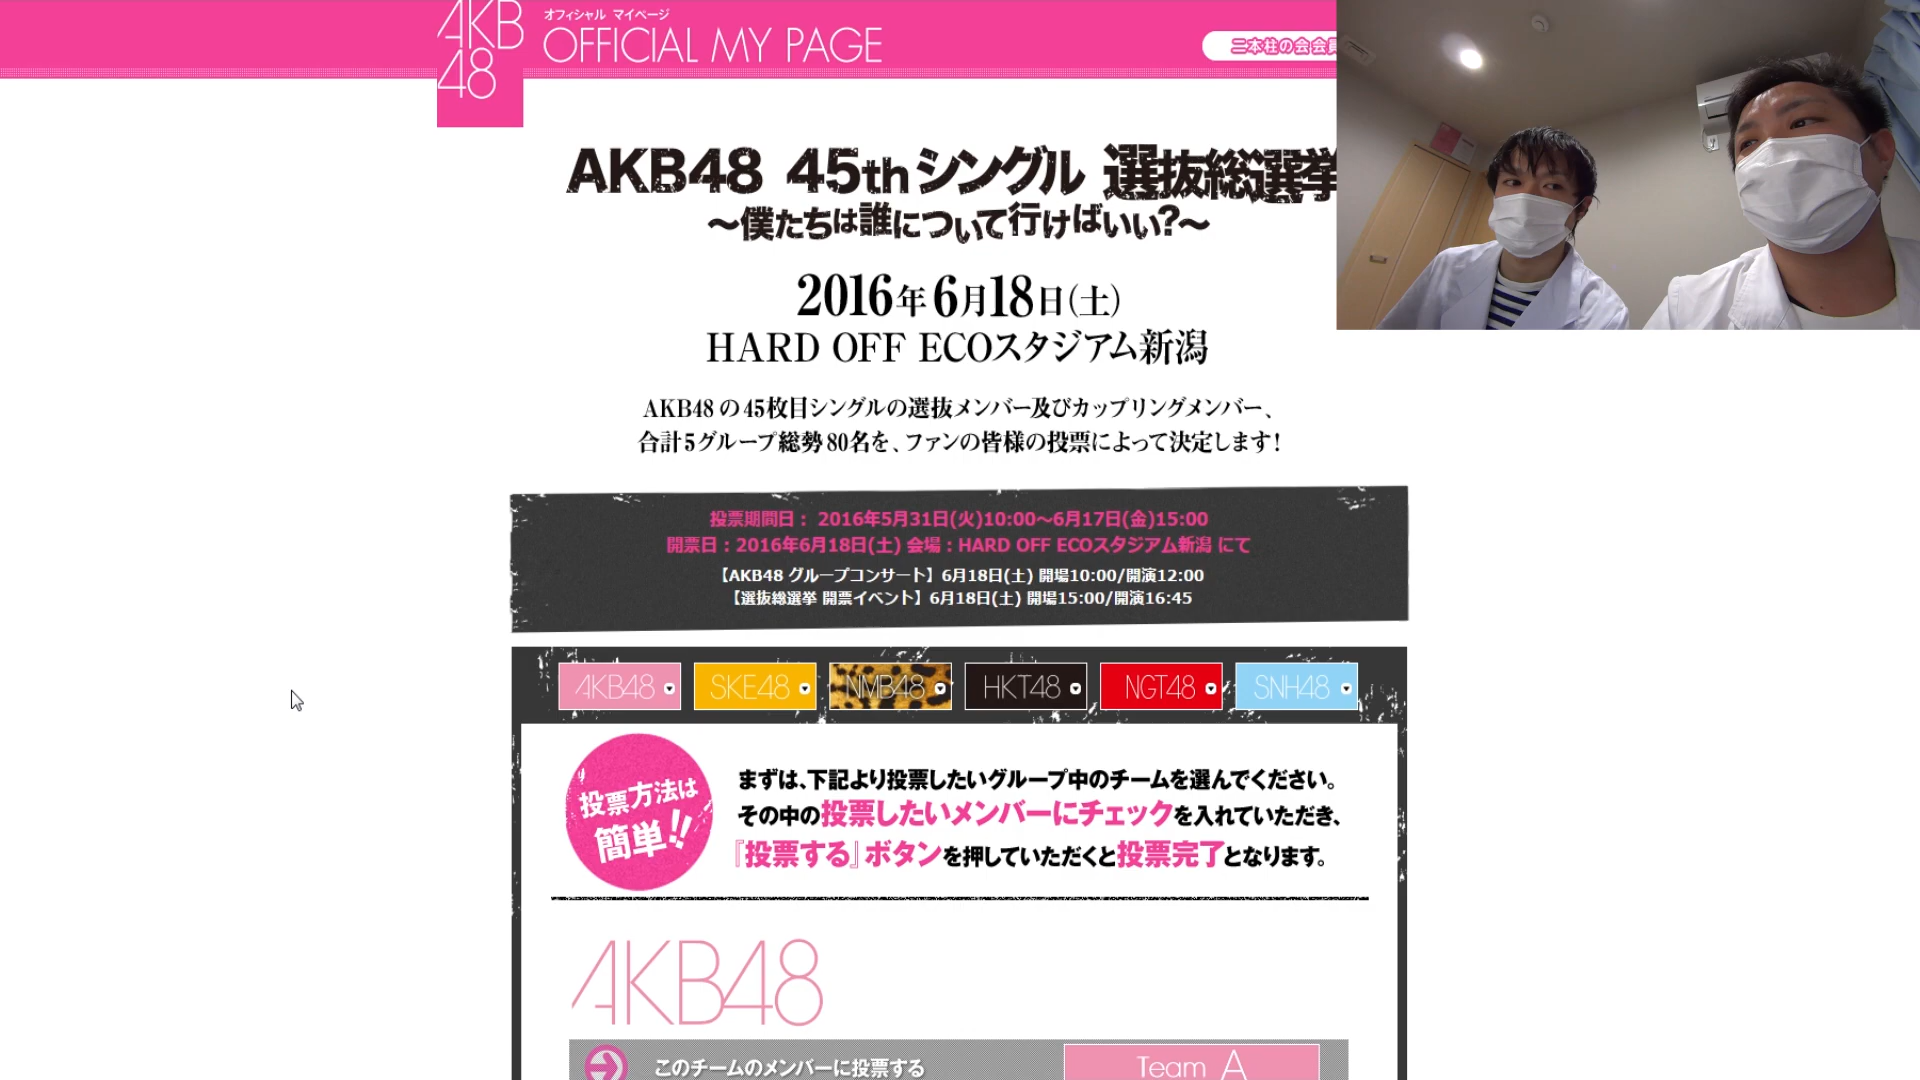 AKB
48
オフィシャル マイページ
OFFICIAL MY PAGE
二本柱の会会員
AKB48 45thシングル 選抜総選挙
～僕たちは誰について行けばいい?～
2016年6月18日(土)
HARD OFF ECOスタジアム新潟
AKB48の45枚目シングルの選抜メンバー及びカップリングメンバー、
合計5グループ総勢80名を、ファンの皆様の投票によって決定します!
投票期間日： 2016年5月31日(火)10:00～6月17日(金)15:00
開票日：2016年6月18日(土) 会場：HARD OFF ECOスタジアム新潟 にて
【AKB48 グループコンサート】6月18日(土) 開場10:00/開演12:00
【選抜総選挙 開票イベント】6月18日(土) 開場15:00/開演16:45
AKB48 SKE48 NMB48 HKT48 NGT48 SNH48
投票方法は
簡単!!
まずは、下記より投票したいグループ中のチームを選んでください。
その中の投票したいメンバーにチェックを入れていただき、
『投票する』ボタンを押していただくと投票完了となります。
AKB48
このチームのメンバーに投票する
Team A